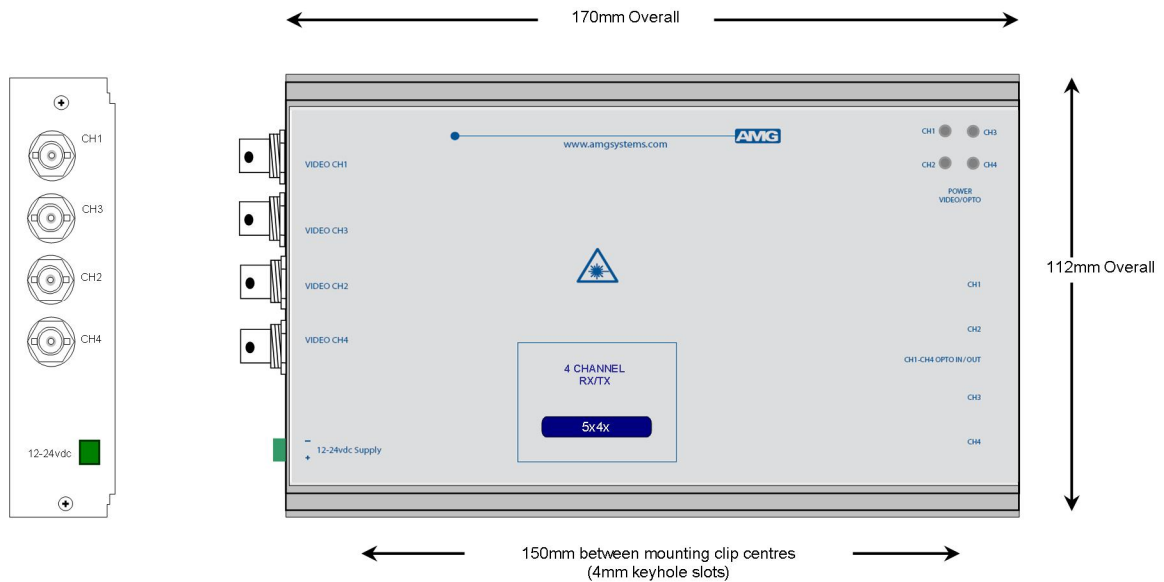 170mm Overall
CH1
CH3
CH2
CH4
12-24vdc
AMG
www.amgsystems.com
VIDEO CH1
VIDEO CH3
VIDEO CH2
VIDEO CH4
12-24vdc Supply
-
+
4 CHANNEL
RX/TX
5x4x
CH1 CH3
CH2 CH4
POWER
VIDEO/OPTO
CH1
CH2
CH1-CH4 OPTO IN/OUT
CH3
CH4
112mm Overall
150mm between mounting clip centres
(4mm keyhole slots)